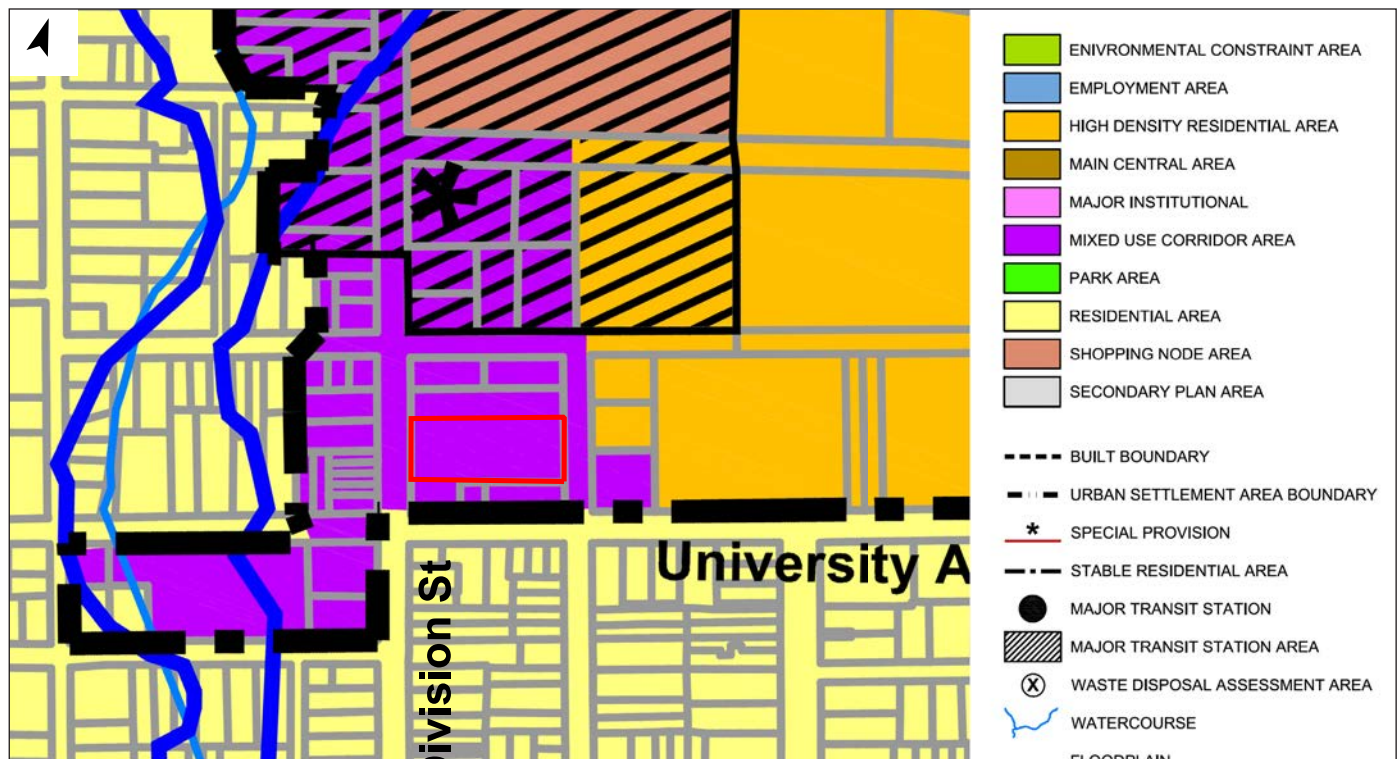 ENIVRONMENTAL CONSTRAINT AREA
EMPLOYMENT AREA
HIGH DENSITY RESIDENTIAL AREA
MAIN CENTRAL AREA
MAJOR INSTITUTIONAL
MIXED USE CORRIDOR AREA
PARK AREA
RESIDENTIAL AREA
SHOPPING NODE AREA
SECONDARY PLAN AREA
BUILT BOUNDARY
URBAN SETTLEMENT AREA BOUNDARY
* SPECIAL PROVISION
STABLE RESIDENTIAL AREA
MAJOR TRANSIT STATION
MAJOR TRANSIT STATION AREA
X WASTE DISPOSAL ASSESSMENT AREA
WATERCOURSE
FLOODPLAIN
University A
Division St